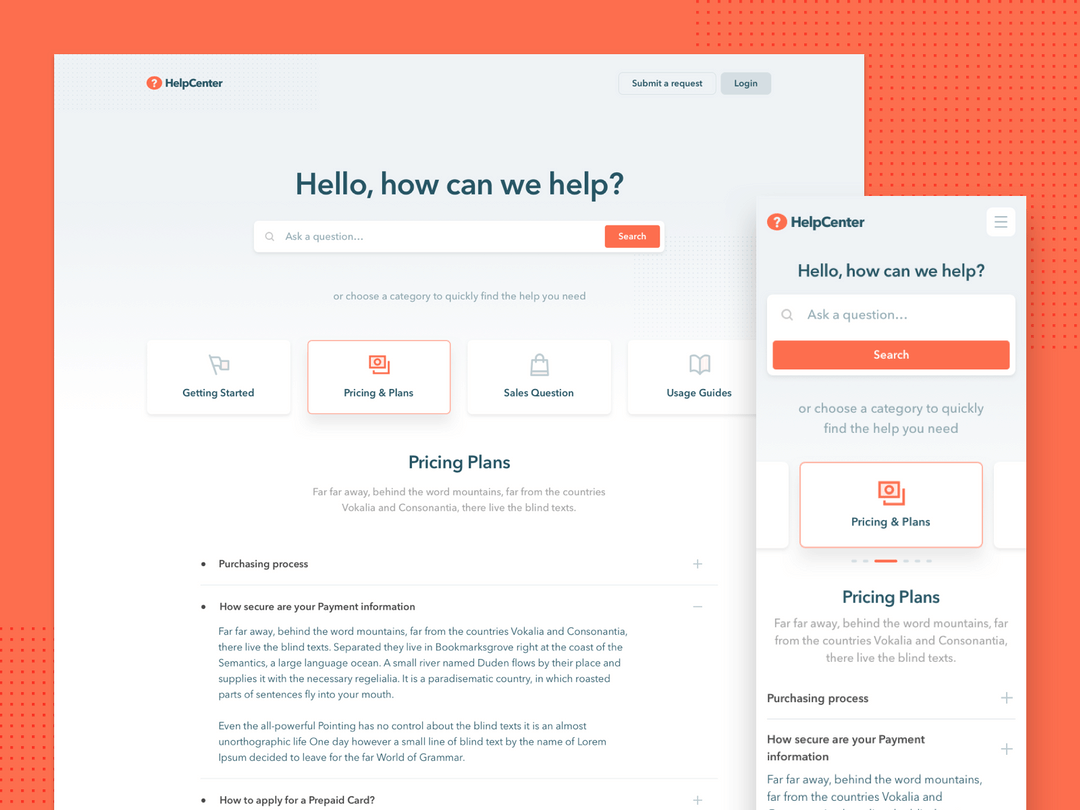 ? HelpCenter
Submit a request
Login
Hello, how can we help?
Ask a question...
Search
or choose a category to quickly find the help you need
Getting Started
Pricing & Plans
Sales Question
Usage Guides
Pricing Plans
Far far away, behind the word mountains, far from the countries
Vokalia and Consonantia, there live the blind texts.
Purchasing process
How secure are your Payment information
Far far away, behind the word mountains, far from the countries Vokalia and Consonantia,
there live the blind texts. Separated they live in Bookmarksgrove right at the coast of the
Semantics, a large language ocean. A small river named Duden flows by their place and
supplies it with the necessary regelialia. It is a paradisematic country, in which roasted
parts of sentences fly into your mouth.
Even the all-powerful Pointing has no control about the blind texts it is an almost
unorthographic life One day however a small line of blind text by the name of Lorem
Ipsum decided to leave for the far World of Grammar.
How to apply for a Prepaid Card?
? HelpCenter
Hello, how can we help?
Ask a question...
Search
or choose a category to quickly
find the help you need
Pricing & Plans
Pricing Plans
Far far away, behind the word mountains, far
from the countries Vokalia and Consonantia,
there live the blind texts.
Purchasing process
How secure are your Payment
information
Far far away, behind the word mountains,
far from the countries Vokalia and